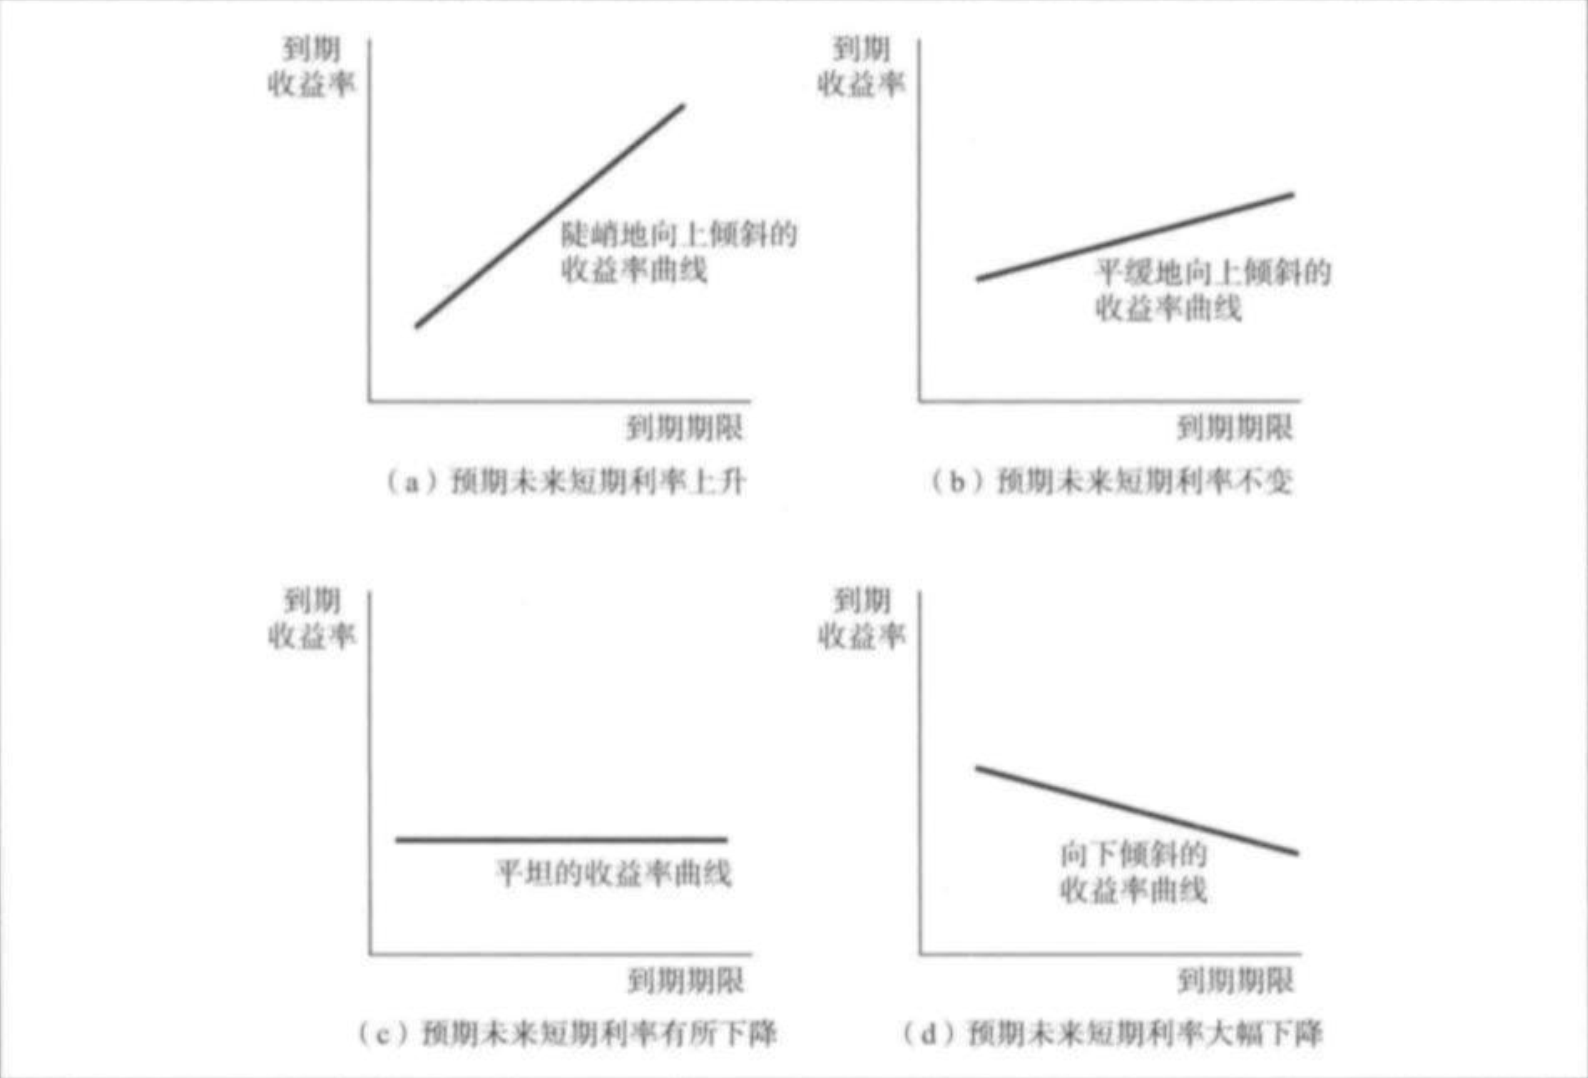 到期
收益率
陡峭地向上倾斜的
收益率曲线
到期期限
（a）预期未来短期利率上升
到期
收益率
平缓地向上倾斜的
收益率曲线
到期期限
（b）预期未来短期利率不变
到期
收益率
平坦的收益率曲线
到期期限
（c）预期未来短期利率有所下降
到期
收益率
向下倾斜的
收益率曲线
到期期限
（d）预期未来短期利率大幅下降